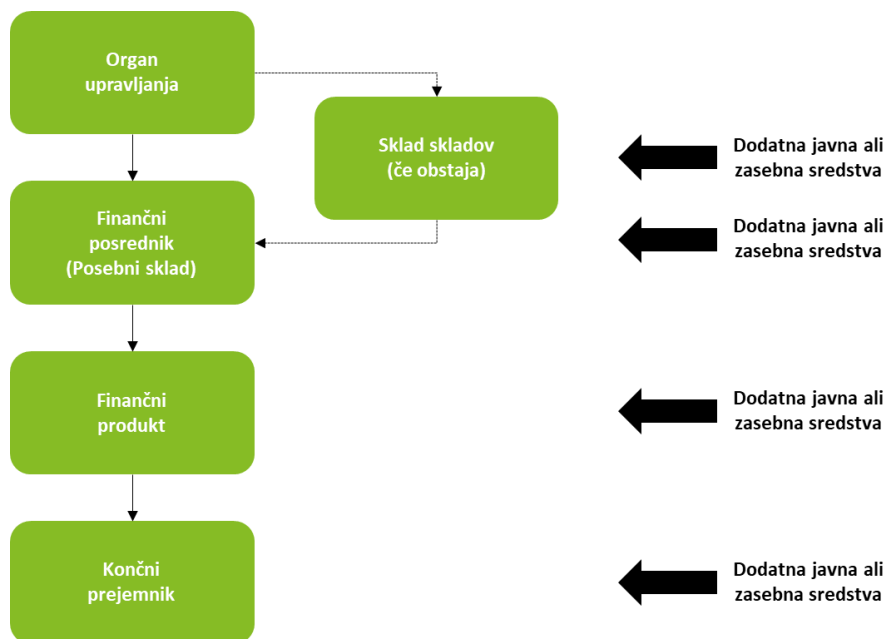 Organ
upravljanja
Sklad skladov
(če obstaja)
Dodatna javna ali
zasebna sredstva
Finančni
posrednik
(Posebni sklad)
Dodatna javna ali
zasebna sredstva
Finančni
produkt
Dodatna javna ali
zasebna sredstva
Končni
prejemnik
Dodatna javna ali
zasebna sredstva